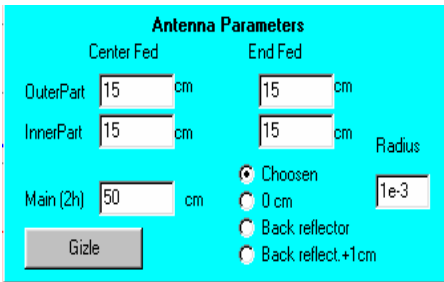 Antenna Parameters
Center Fed End Fed
OuterPart 15 cm 15 cm
InnerPart 15 cm 15 cm
Radius
Choosen
Main (2h) 50 cm 0 cm 1e-3
Back reflector
Gizle Back reflect.+1cm